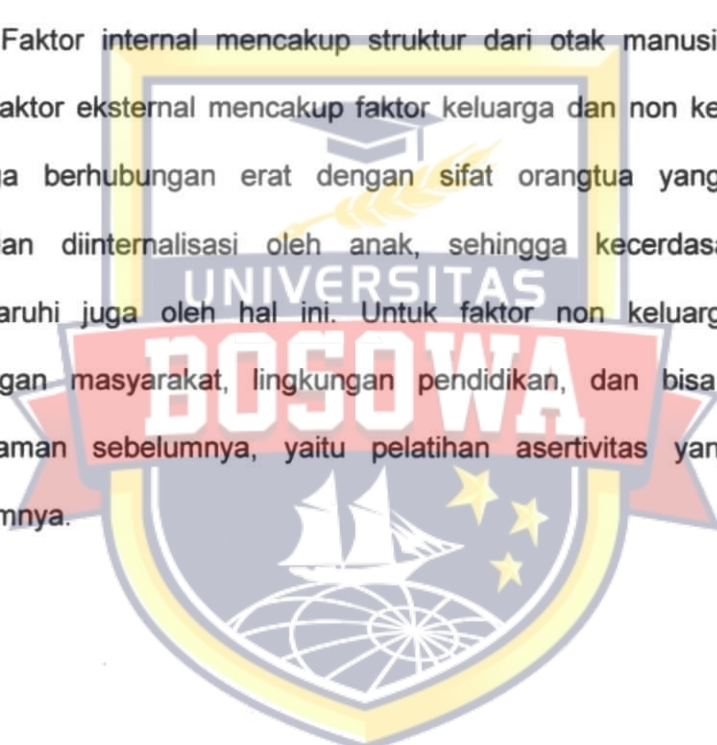 Faktor internal mencakup struktur dari otak manusi
aktor eksternal mencakup faktor keluarga dan non ke
a berhubungan erat dengan sifat orangtua yang
an diinternalisasi oleh anak, sehingga kecerdasa
UNIVERSITAS
aruhi juga oleh hal ini. Untuk faktor non keluarg
BOSOWA
gan masyarakat, lingkungan pendidikan, dan bisa
aman sebelumnya, yaitu pelatihan asertivitas yan
mnya.